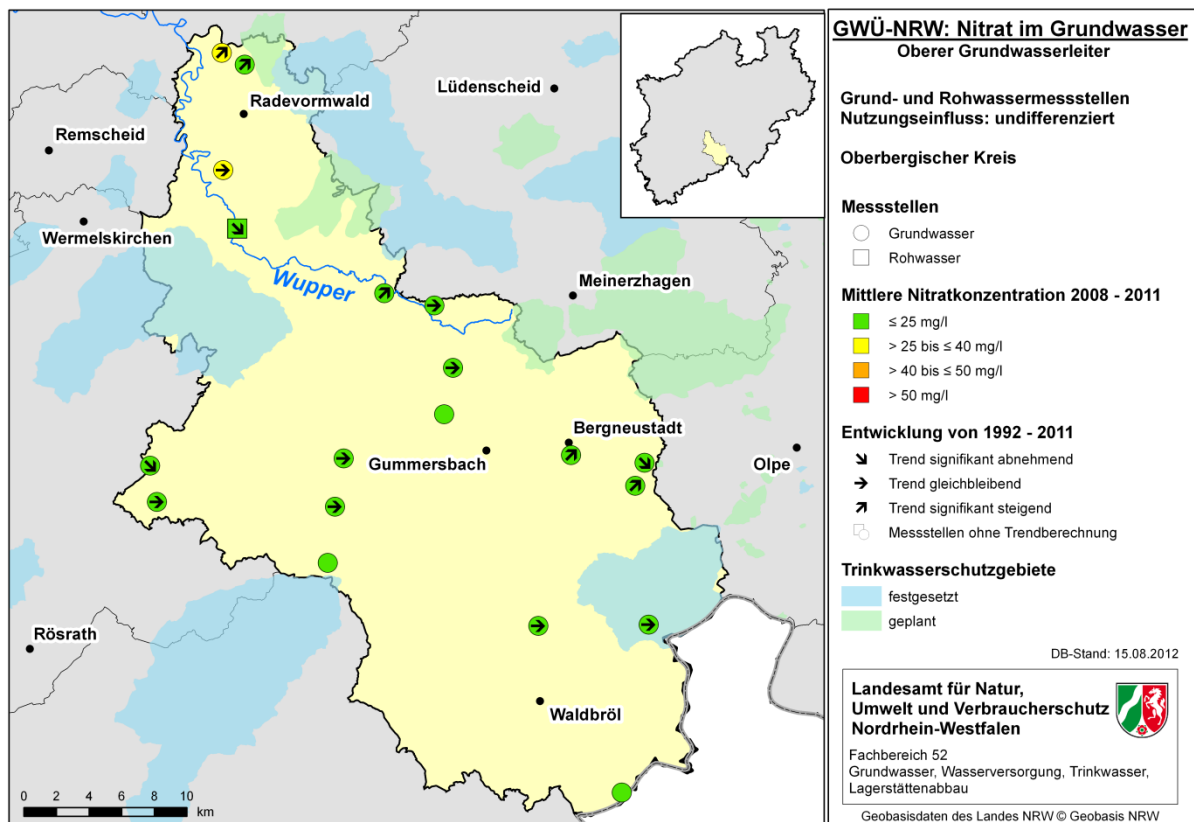 Radevormwald
Lüdenscheid
Remscheid
Wermelskirchen
Wupper
Meinerzhagen
Bergneustadt
Gummersbach
Olpe
Rösrath
Waldbröl
0 2 4 6 8 10
km
GWÜ-NRW: Nitrat im Grundwasser
Oberer Grundwasserleiter
Grund- und Rohwassermessstellen
Nutzungseinfluss: undifferenziert
Oberbergischer Kreis
Messstellen
Grundwasser
Rohwasser
Mittlere Nitratkonzentration 2008 - 2011
≤ 25 mg/l
> 25 bis ≤ 40 mg/l
> 40 bis ≤ 50 mg/l
> 50 mg/l
Entwicklung von 1992 - 2011
Trend signifikant abnehmend
Trend gleichbleibend
Trend signifikant steigend
Messstellen ohne Trendberechnung
Trinkwasserschutzgebiete
festgesetzt
geplant
DB-Stand: 15.08.2012
Landesamt für Natur,
Umwelt und Verbraucherschutz
Nordrhein-Westfalen
Fachbereich 52
Grundwasser, Wasserversorgung, Trinkwasser,
Lagerstättenabbau
Geobasisdaten des Landes NRW © Geobasis NRW